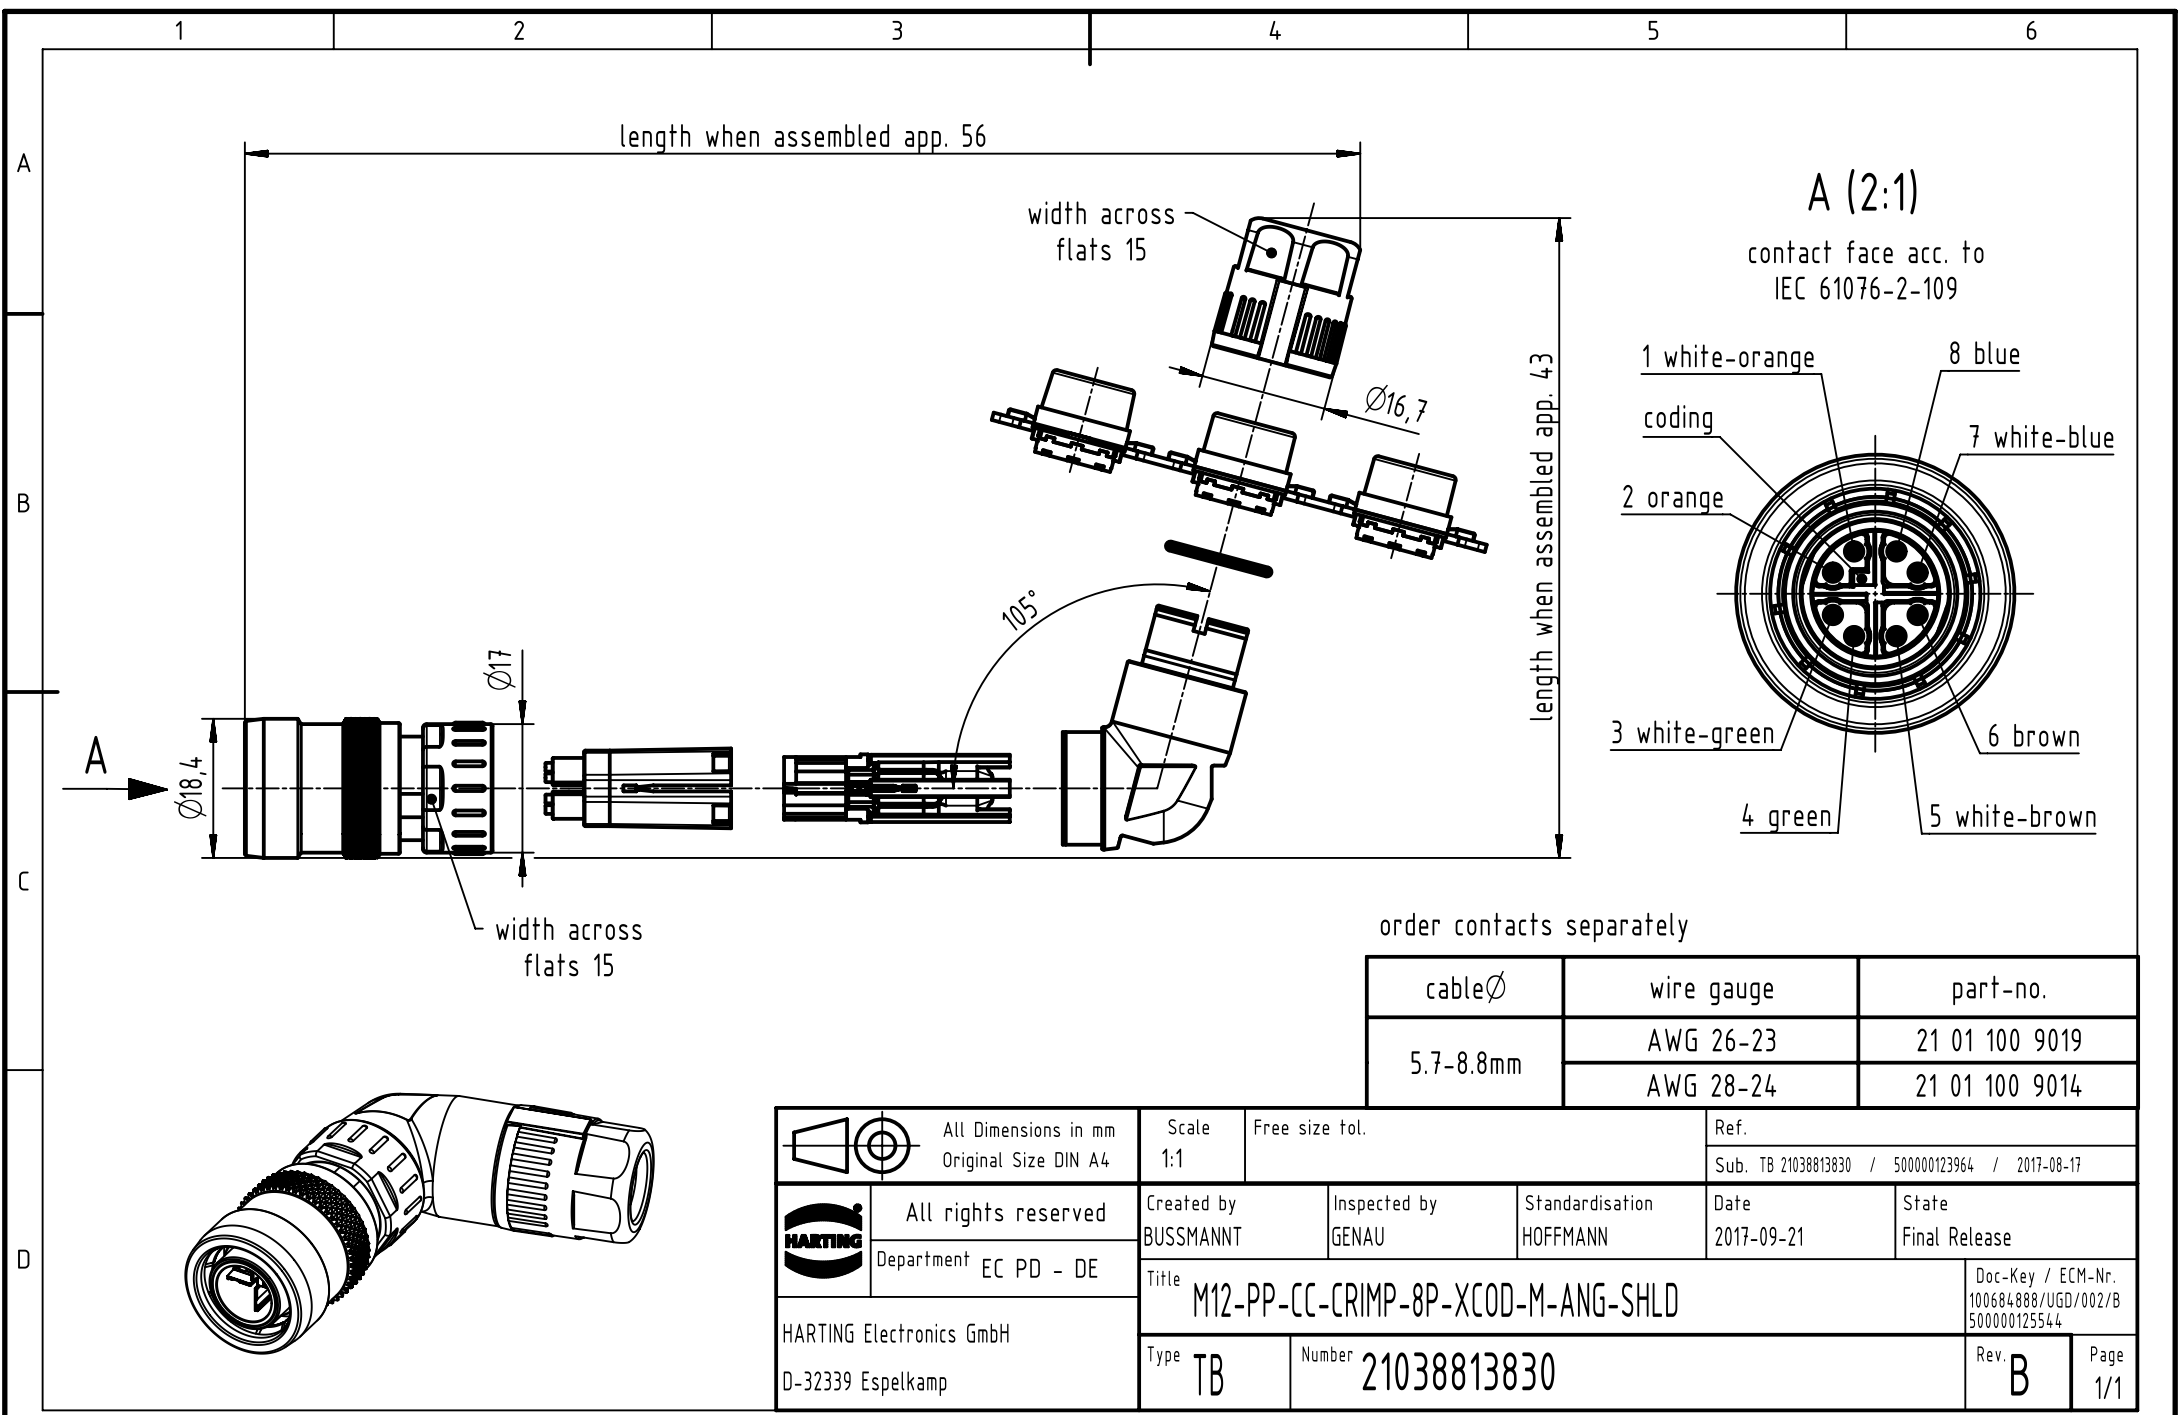 1 2 3 4 5 6
A
B
C
D
length when assembled app. 56
width across
flats 15
Ø16,7
length when assembled app. 43
105°
Ø17
Ø18,4
A
width across
flats 15
A (2:1)
contact face acc. to
IEC 61076-2-109
1 white-orange
8 blue
coding
7 white-blue
2 orange
3 white-green
6 brown
4 green
5 white-brown
order contacts separately
cableØ wire gauge part-no.
5.7-8.8mm
AWG 26-23 21 01 100 9019
AWG 28-24 21 01 100 9014
All Dimensions in mm
Original Size DIN A4
Scale
1:1
Free size tol.
Ref.
Sub. TB 21038813830 / 500000123964 / 2017-08-17
HARTING
All rights reserved
Department EC PD - DE
HARTING Electronics GmbH
D-32339 Espelkamp
Created by
BUSSMANNT
Inspected by
GENAU
Standardisation
HOFFMANN
Date
2017-09-21
State
Final Release
Title M12-PP-CC-CRIMP-8P-XCOD-M-ANG-SHLD
Doc-Key / ECM-Nr.
100684888/UGD/002/B
500000125544
Type TB
Number 21038813830
Rev. B
Page
1/1